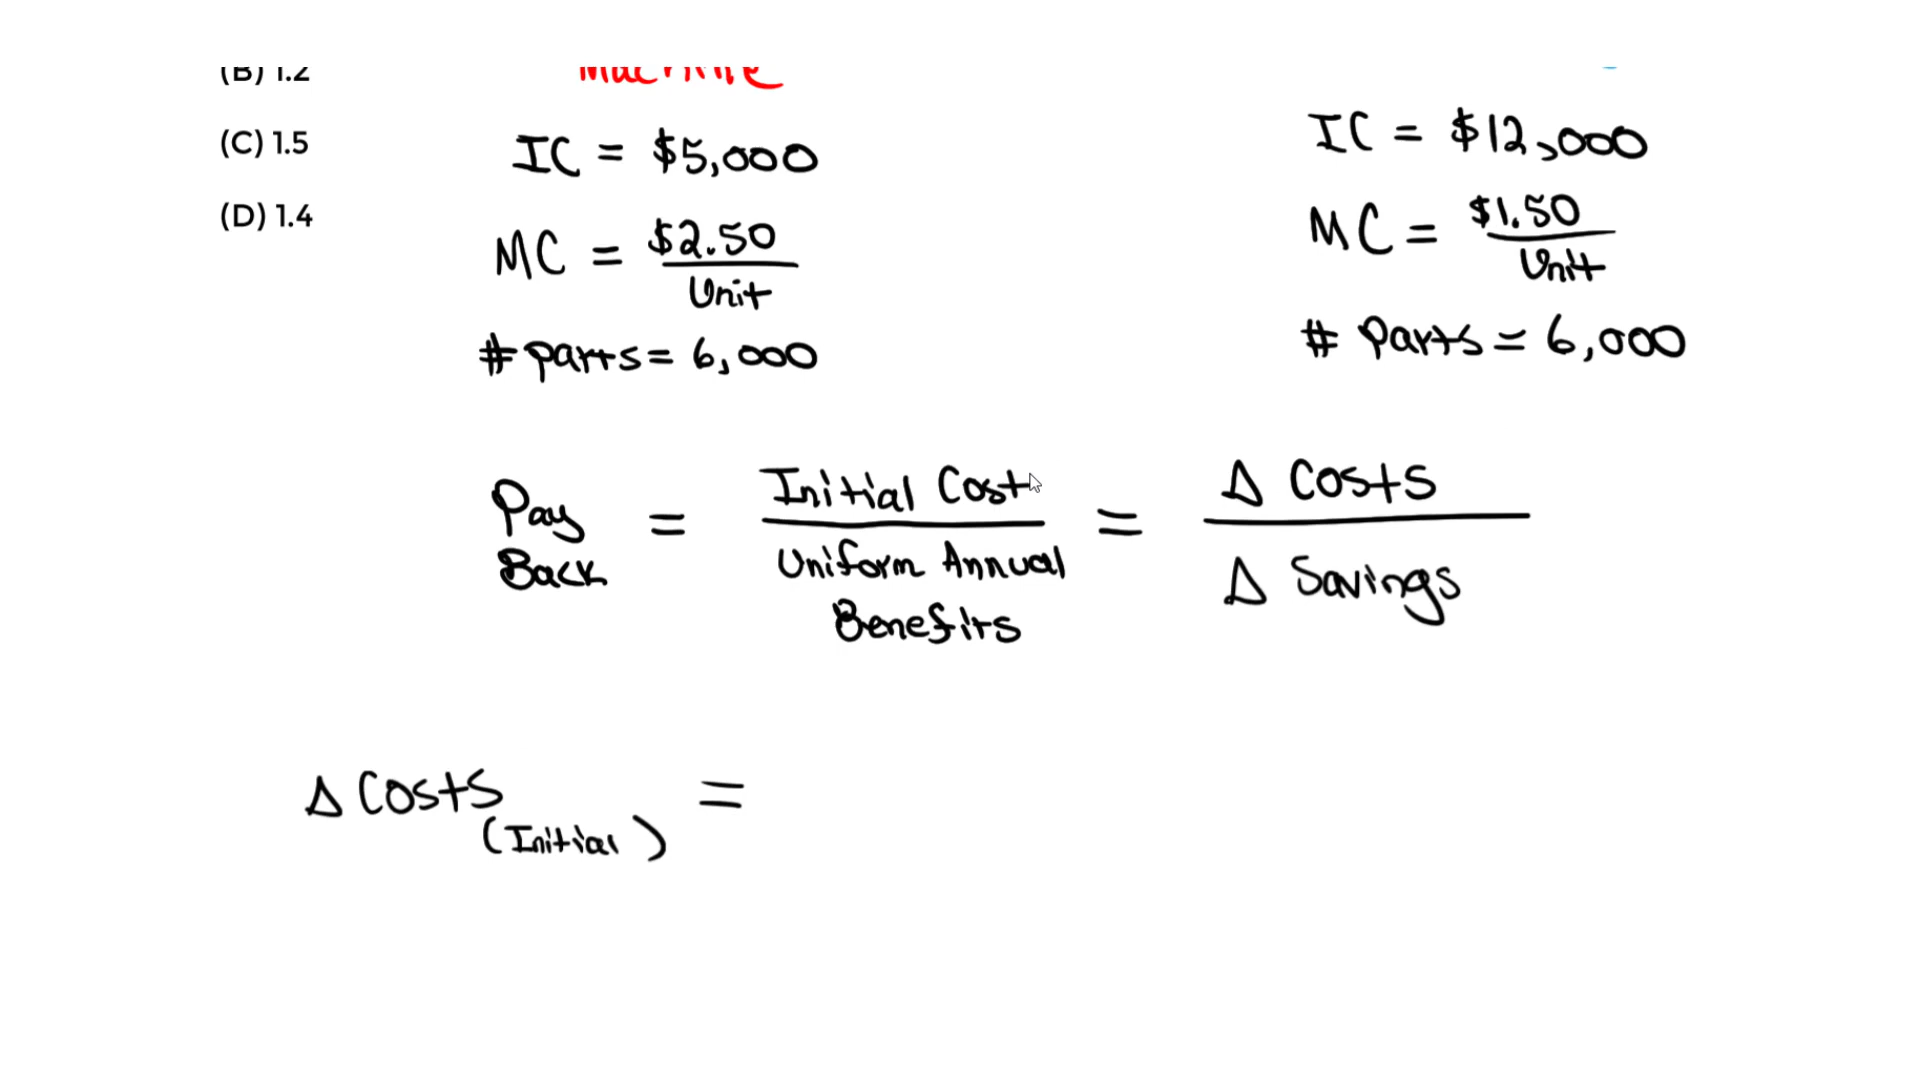 (B) 1.2
Machine
(C) 1.5
(D) 1.4
IC = $5,000
MC = $2.50
Unit
# parts = 6,000
IC = $12,000
MC = $1.50
Unit
# Parts = 6,000
Pay Back = Initial Cost = Δ Costs
Uniform Annual Δ Savings
Benefits
Δ Costs (Initial) =